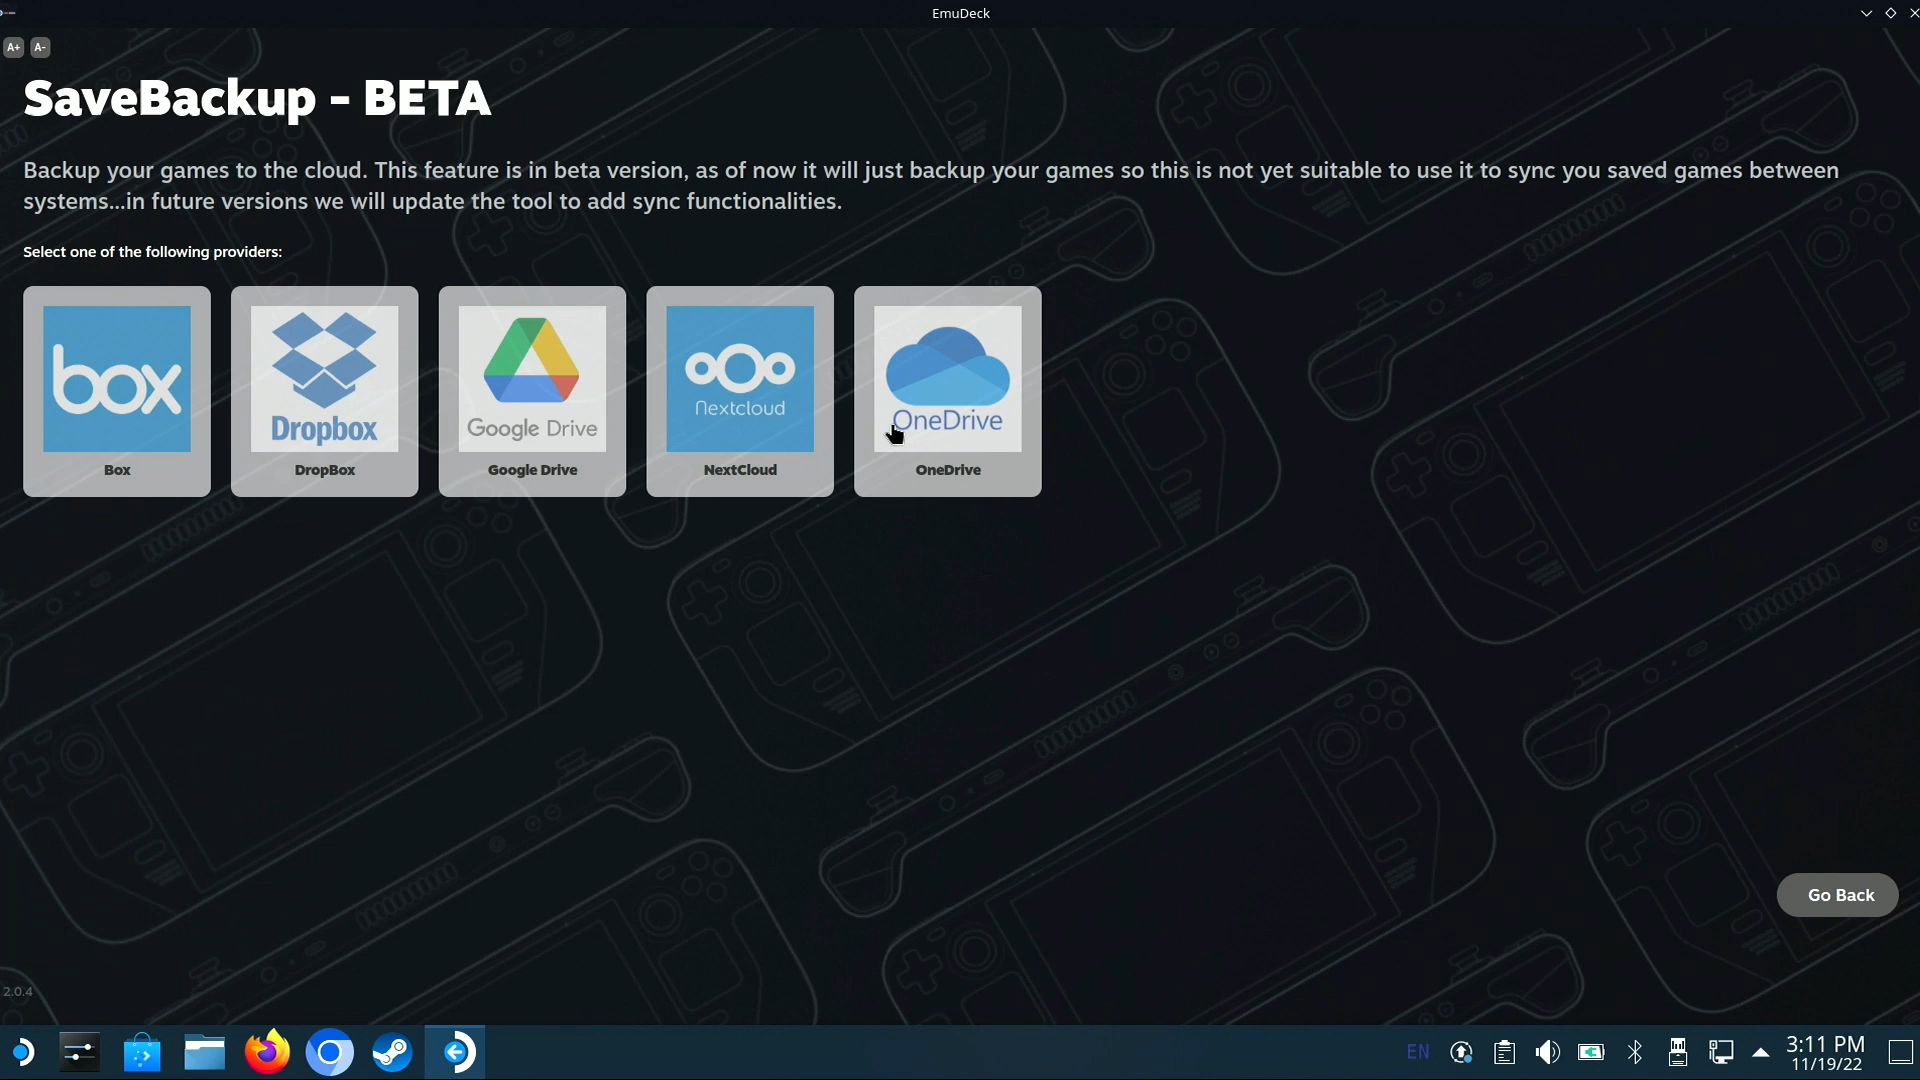 EmuDeck
A+ A-
SaveBackup - BETA
Backup your games to the cloud. This feature is in beta version, as of now it will just backup your games so this is not yet suitable to use it to sync you saved games between
systems...in future versions we will update the tool to add sync functionalities.
Select one of the following providers:
box
Dropbox
Google Drive
Nextcloud
OneDrive
Box
DropBox
Google Drive
NextCloud
OneDrive
Go Back
2.0.4
EN
3:11 PM
11/19/22